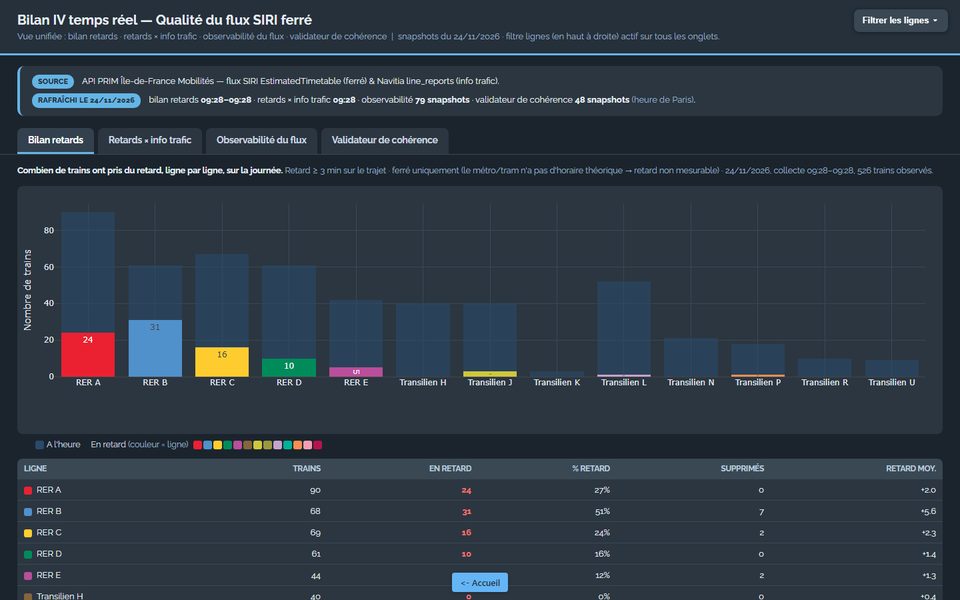 Bilan IV temps réel — Qualité du flux SIRI ferré
Filtrer les lignes
Vue unifiée : bilan retards · retards × info trafic · observabilité du flux · validateur de cohérence | snapshots du 24/11/2026 · filtre lignes (en haut à droite) actif sur tous les onglets.
SOURCE API PRIM Île-de-France Mobilités — flux SIRI EstimatedTimetable (ferré) & Navitia line_reports (info trafic).
RAFRAÎCHI LE 24/11/2026 bilan retards 09:28–09:28 · retards × info trafic 09:28 · observabilité 79 snapshots · validateur de cohérence 48 snapshots (heure de Paris).
Bilan retards Retards × info trafic Observabilité du flux Validateur de cohérence
Combien de trains ont pris du retard, ligne par ligne, sur la journée. Retard ≥ 3 min sur le trajet · ferré uniquement (le métro/tram n'a pas d'horaire théorique → retard non mesurable) · 24/11/2026, collecte 09:28–09:28, 526 trains observés.
Nombre de trains
80
60
40
20
0
24
31
16
10
5
RER A RER B RER C RER D RER E Transilien H Transilien J Transilien K Transilien L Transilien N Transilien P Transilien R Transilien U
A l'heure En retard (couleur = ligne)
LIGNE TRAINS EN RETARD % RETARD SUPPRIMÉS RETARD MOY.
RER A 90 24 27% 0 +2.0
RER B 68 31 51% 7 +5.6
RER C 69 16 24% 2 +2.3
RER D 61 10 16% 0 +1.4
RER E 44 12% 2 +1.3
<- Accueil
Transilien H 40 0 0% 0 +0.4